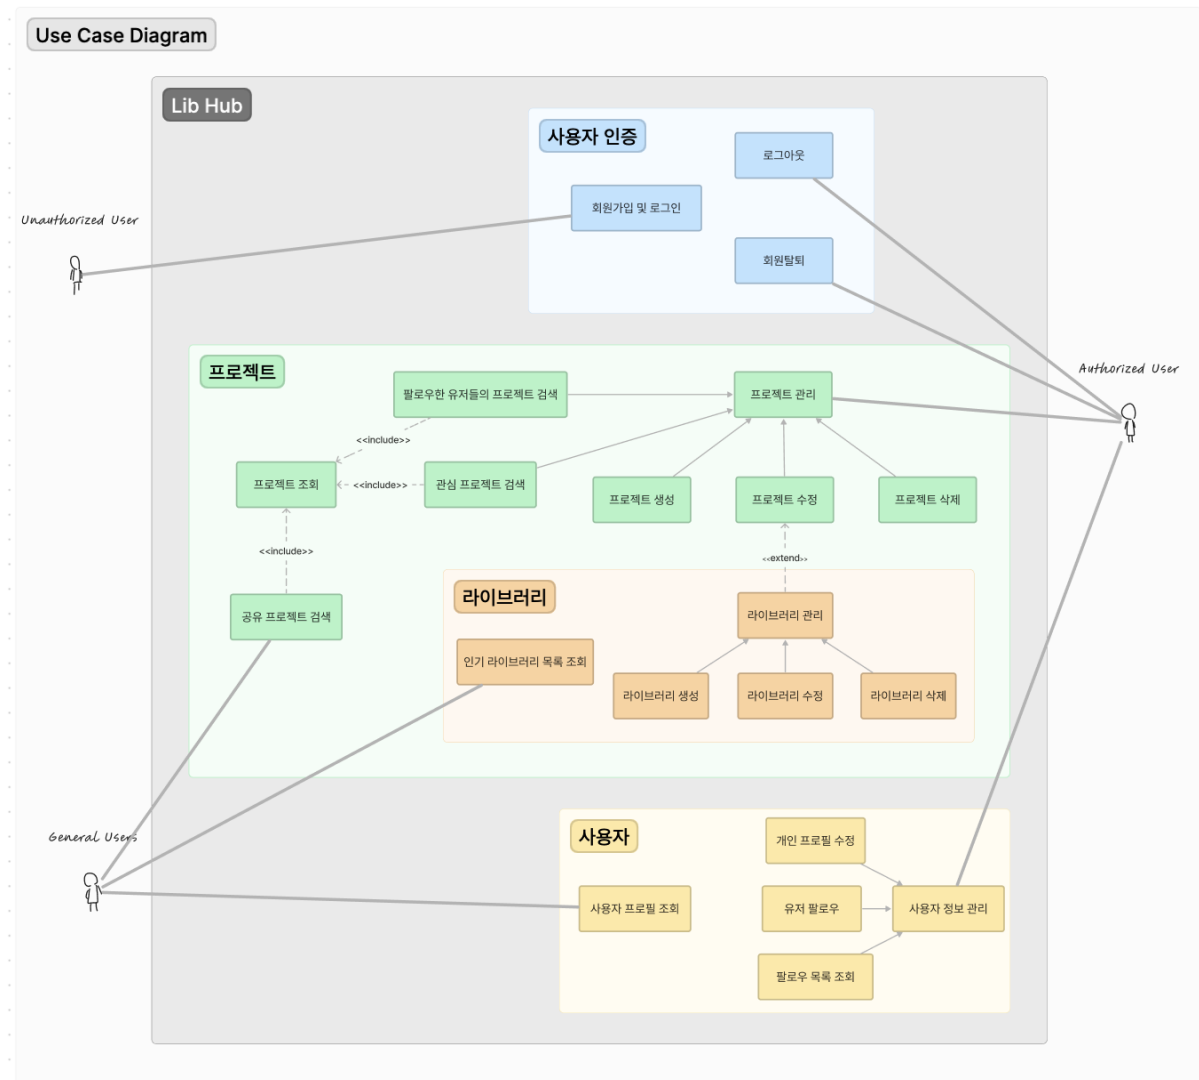 Use Case Diagram
Lib Hub
사용자 인증
로그아웃
회원가입 및 로그인
Unauthorized User
회원탈퇴
프로젝트
Authorized User
팔로우한 유저들의 프로젝트 검색
프로젝트 관리
<<include>>
프로젝트 조회
<<include>>
관심 프로젝트 검색
프로젝트 생성
프로젝트 수정
프로젝트 삭제
<<include>>
<<extend>>
라이브러리
공유 프로젝트 검색
라이브러리 관리
인기 라이브러리 목록 조회
라이브러리 생성
라이브러리 수정
라이브러리 삭제
General Users
사용자
개인 프로필 수정
사용자 프로필 조회
유저 팔로우
사용자 정보 관리
팔로우 목록 조회